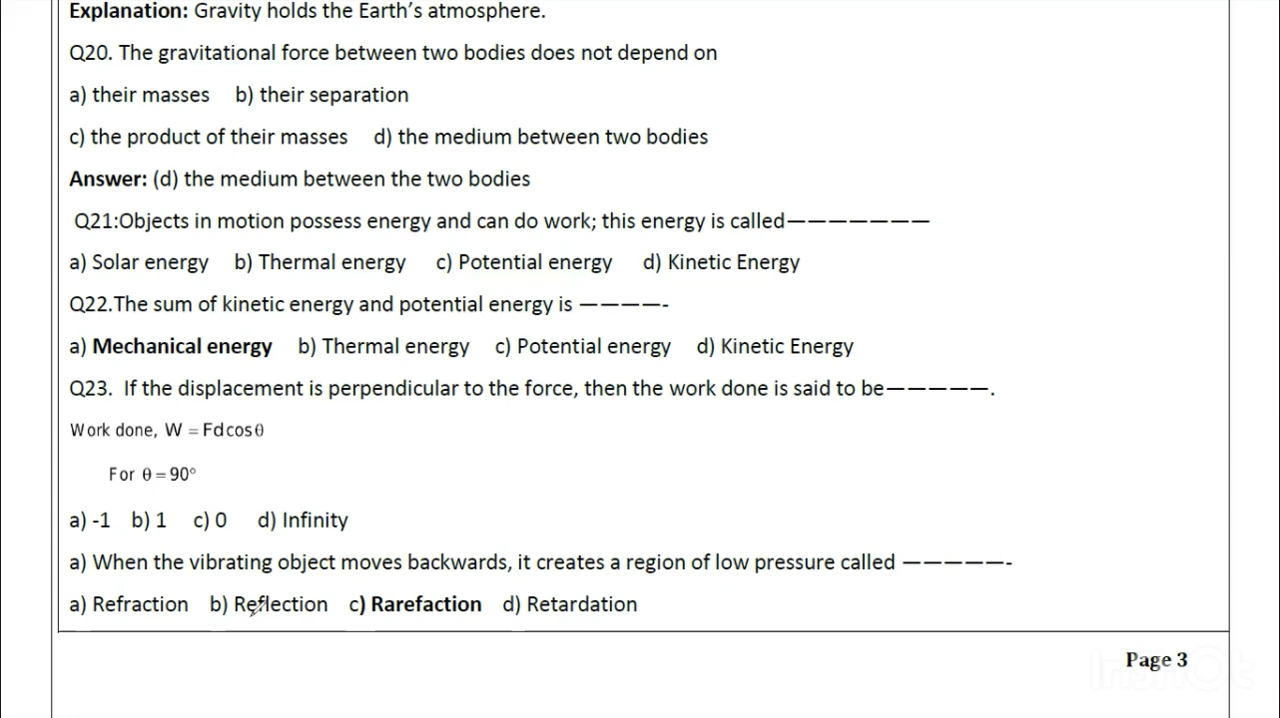 Explanation: Gravity holds the Earth’s atmosphere.
Q20. The gravitational force between two bodies does not depend on
a) their masses b) their separation
c) the product of their masses d) the medium between two bodies
Answer: (d) the medium between the two bodies
Q21:Objects in motion possess energy and can do work; this energy is called———————
a) Solar energy b) Thermal energy c) Potential energy d) Kinetic Energy
Q22.The sum of kinetic energy and potential energy is ————-
a) Mechanical energy b) Thermal energy c) Potential energy d) Kinetic Energy
Q23. If the displacement is perpendicular to the force, then the work done is said to be—————.
Work done, W = Fdcosθ
For θ = 90°
a) -1 b) 1 c) 0 d) Infinity
a) When the vibrating object moves backwards, it creates a region of low pressure called —————-
a) Refraction b) Reflection c) Rarefaction d) Retardation
Page 3
InShOt